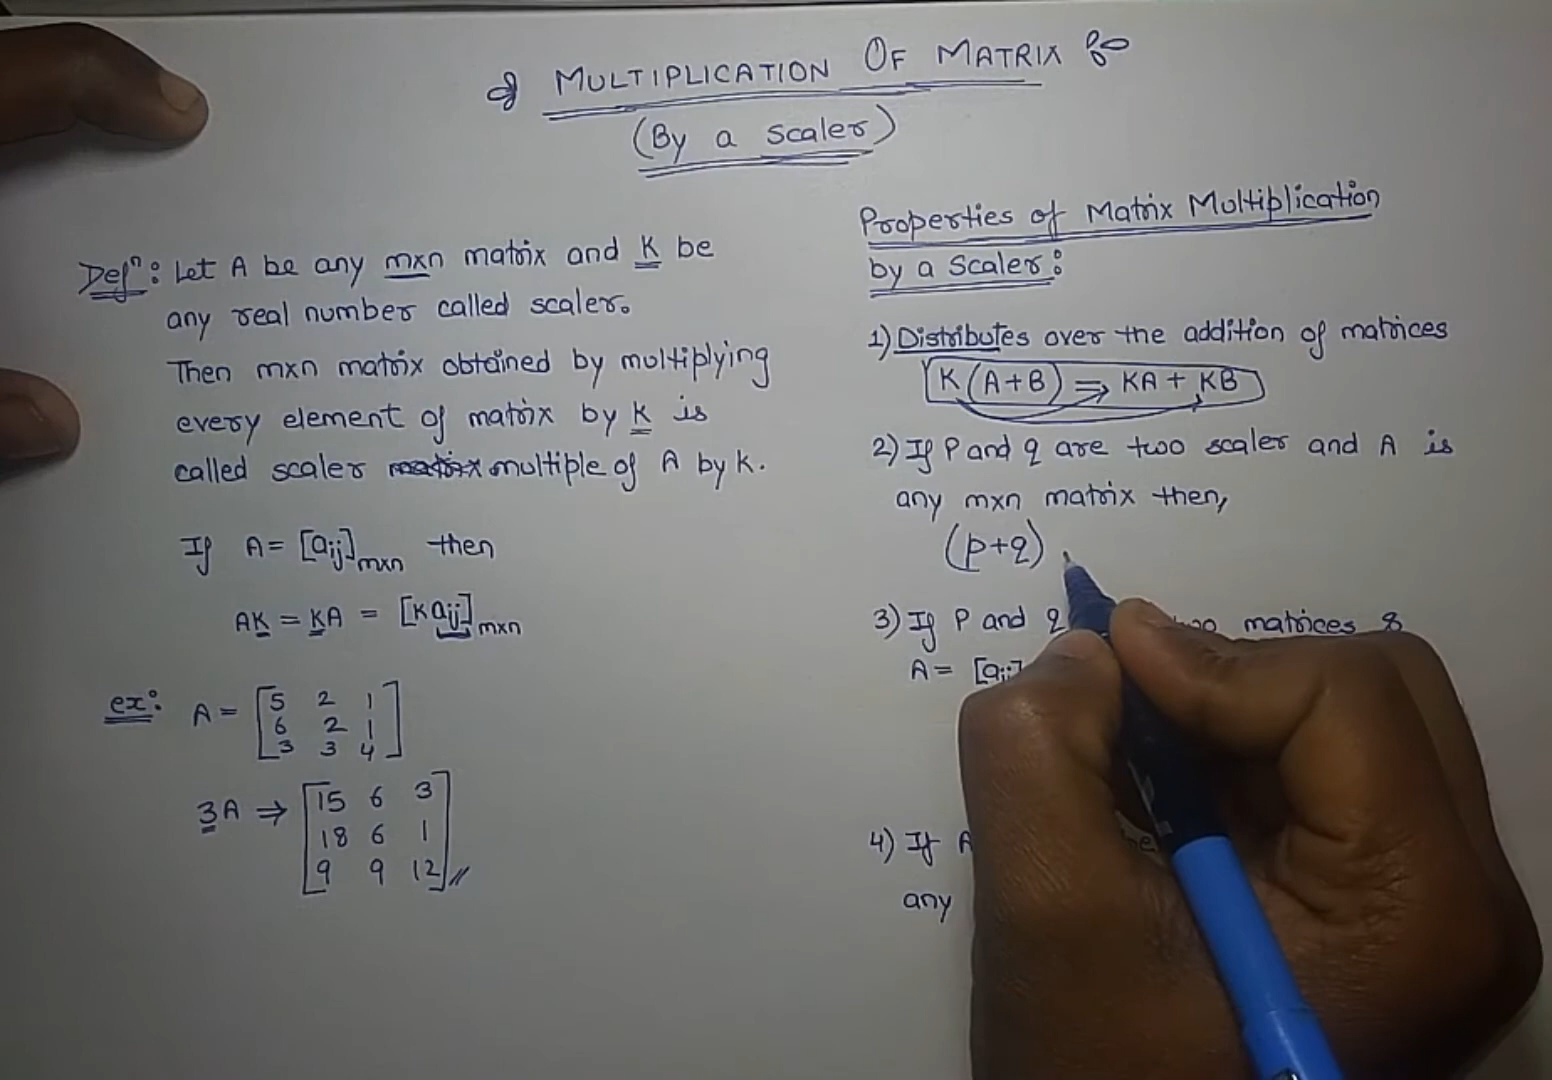 MULTIPLICATION OF MATRIX
(By a scaler)
Defⁿ: Let A be any mxn matrix and K be
any real number called scaler.
Then mxn matrix obtained by multiplying
every element of matrix by K is
called scaler multiple of A by K.
If A = [aij]mxn then
AK = KA = [Kaij]mxn
ex: A = [5 2 1
6 2 1
3 3 4]
3A ⇒ [15 6 3
18 6 1
9 9 12]//
Properties of Matrix Multiplication
by a Scaler:
1) Distributes over the addition of matrices
K(A+B) ⇒ KA + KB
2) If P and q are two scaler and A is
any mxn matrix then,
(p+q)
3) If P and q two matrices &
A = [aij]
4) If A be
any